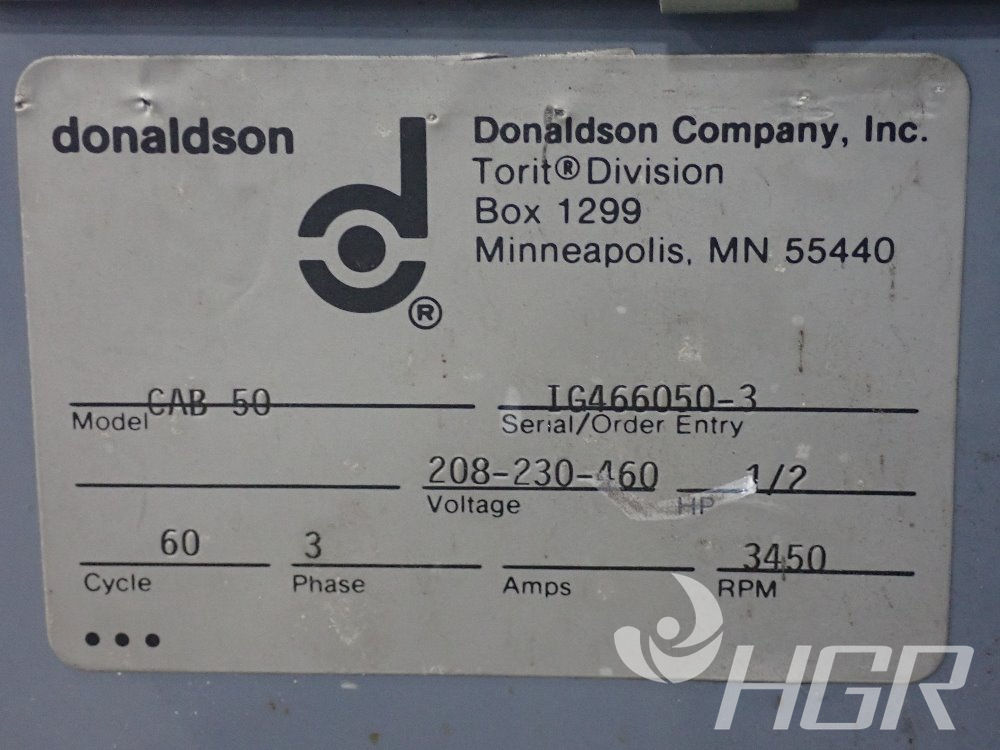 donaldson
®
Donaldson Company, Inc.
Torit® Division
Box 1299
Minneapolis, MN 55440
CAB 50
Model
IG466050-3
Serial/Order Entry
208-230-460
Voltage
1/2
HP
60
Cycle
3
Phase
Amps
3450
RPM
HGR